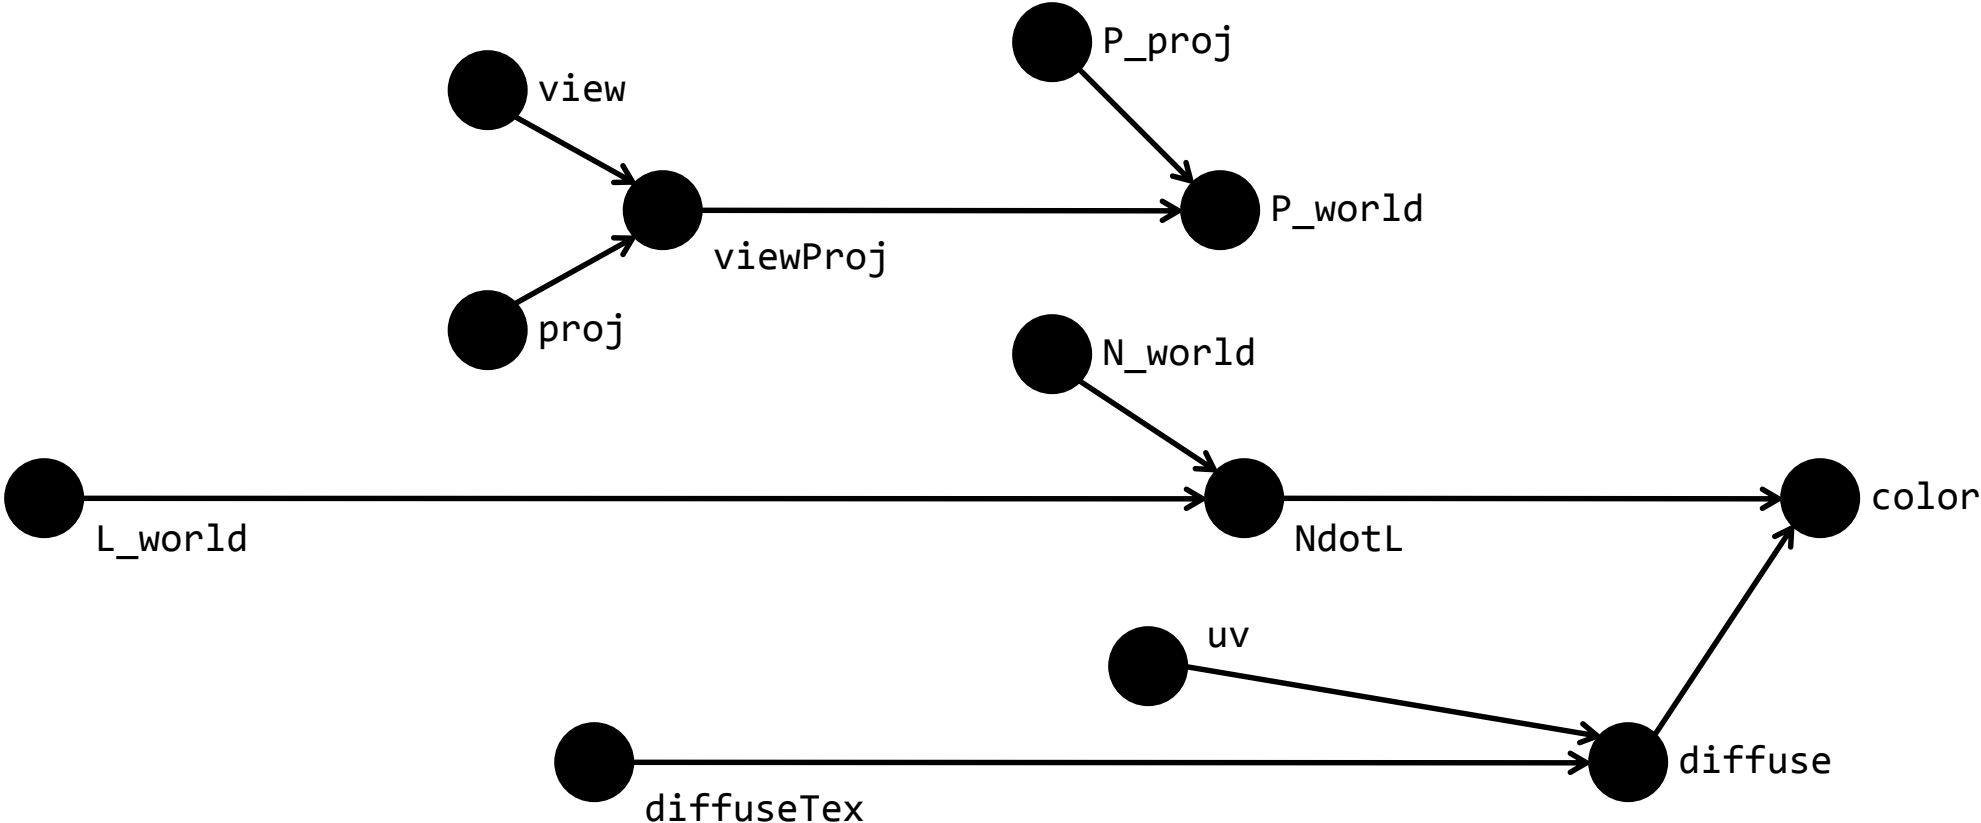 P_proj
view
P_world
viewProj
proj
N_world
color
L_world
NdotL
uv
diffuse
diffuseTex